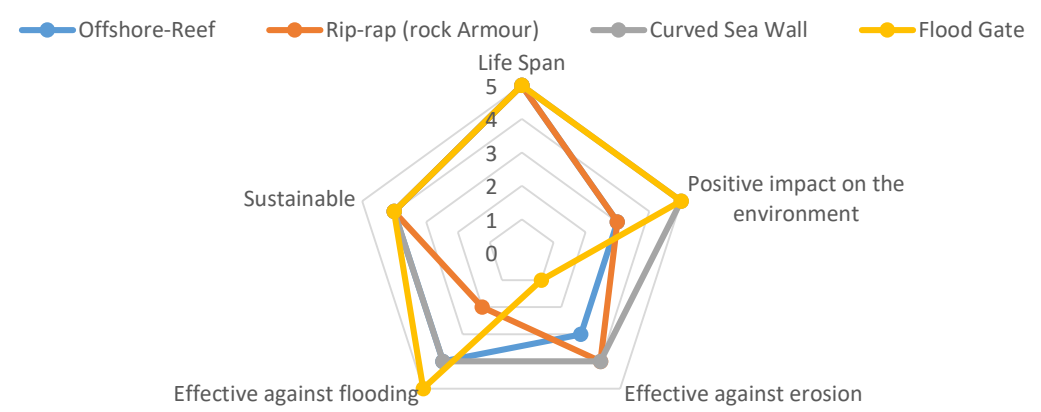 Offshore-Reef
Rip-rap (rock Armour)
Curved Sea Wall
Flood Gate
Life Span
5
4
3
2
1
0
Sustainable
Positive impact on the
environment
Effective against flooding
Effective against erosion